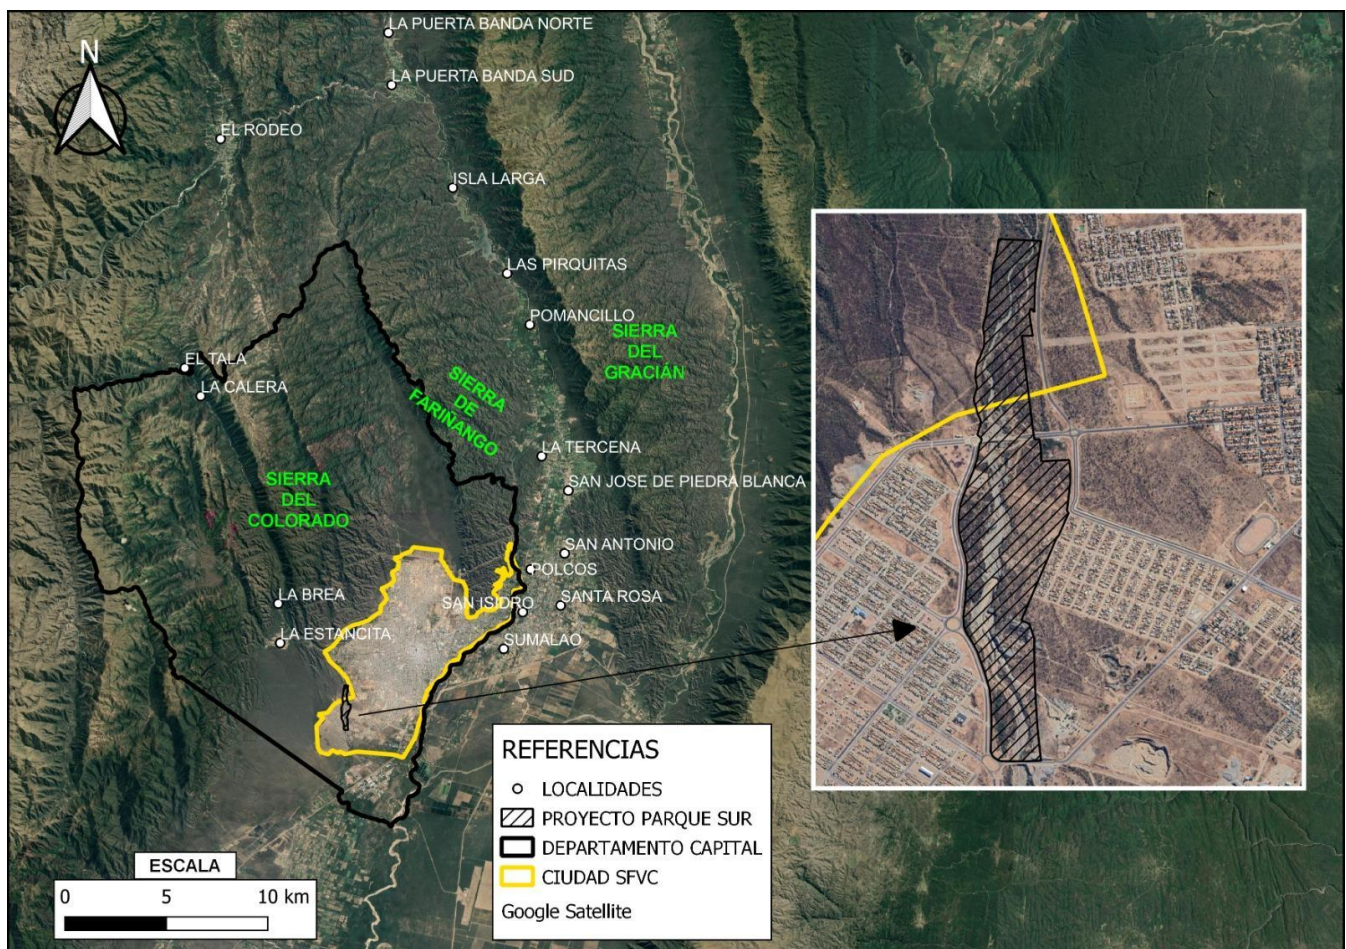 LA PUERTA BANDA NORTE
N
LA PUERTA BANDA SUD
EL RODEO
ISLA LARGA
LAS PIRQUITAS
POMANCILLO
SIERRA
DEL
GRACIÁN
EL TALA
LA CALERA
SIERRA
DE
FARIÑANGO
LA TERCENA
SIERRA
DEL
COLORADO
SAN JOSE DE PIEDRA BLANCA
SAN ANTONIO
POLCOS
LA BREA
SAN ISIDRO
SANTA ROSA
LA ESTANCITA
SUMALAO
REFERENCIAS
LOCALIDADES
PROYECTO PARQUE SUR
DEPARTAMENTO CAPITAL
CIUDAD SFVC
Google Satellite
ESCALA
0 5 10 km